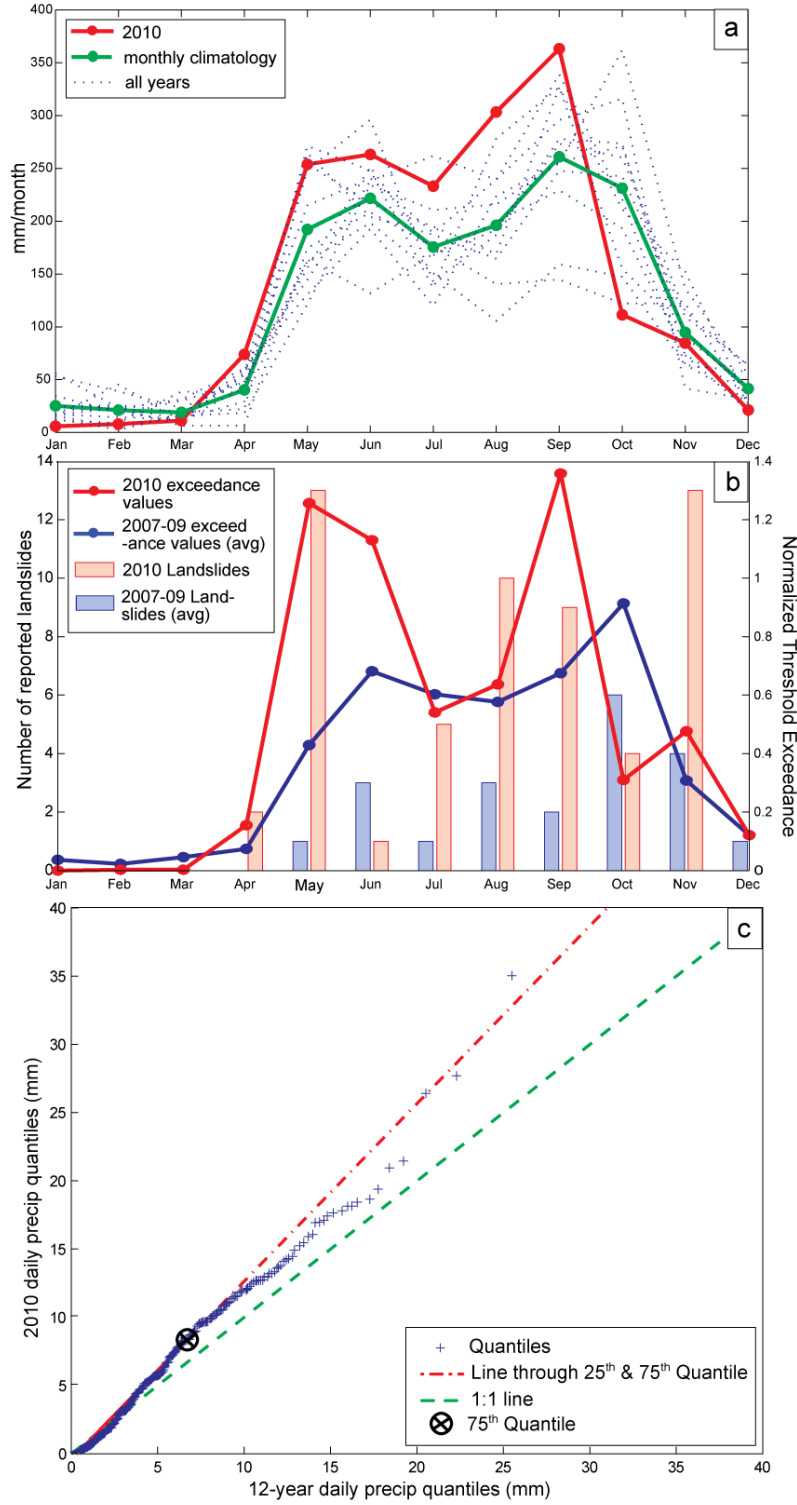 400
350
300
250
200
150
100
50
0
mm/month
a
2010
monthly climatology
all years
Jan Feb Mar Apr May Jun Jul Aug Sep Oct Nov Dec
14
12
10
8
6
4
2
0
Number of reported landslides
b
2010 exceedance
values
2007-09 exceed
-ance values (avg)
2010 Landslides
2007-09 Land-
slides (avg)
1.4
1.2
1
0.8
0.6
0.4
0.2
0
Normalized Threshold Exceedance
Jan Feb Mar Apr May Jun Jul Aug Sep Oct Nov Dec
40
35
30
25
20
15
10
5
0
2010 daily precip quantiles (mm)
c
Quantiles
Line through 25th & 75th Quantile
1:1 line
75th Quantile
0 5 10 15 20 25 30 35 40
12-year daily precip quantiles (mm)